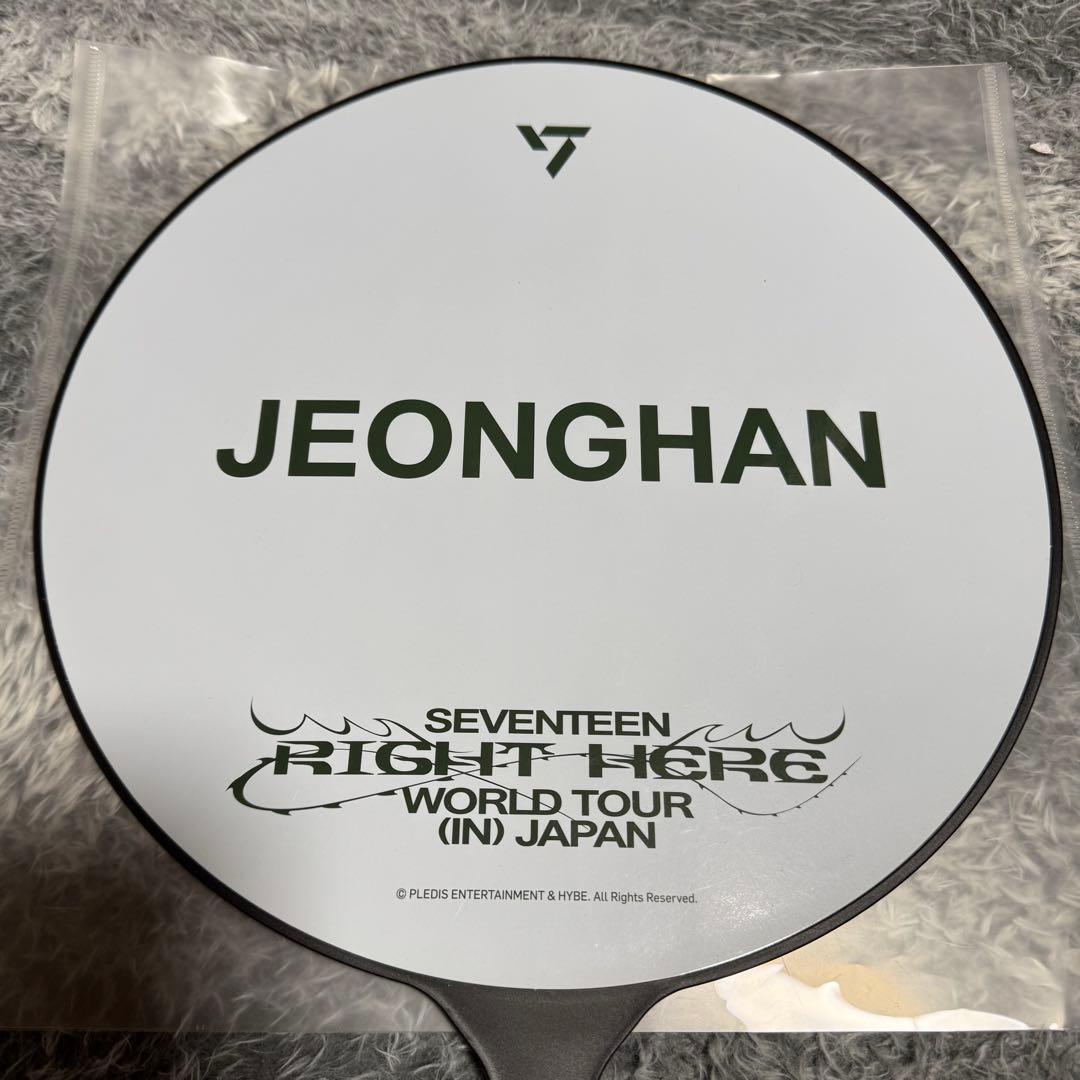 JEONGHAN
SEVENTEEN
RIGHT HERE
WORLD TOUR
(IN) JAPAN
© PLEDIS ENTERTAINMENT & HYBE. All Rights Reserved.